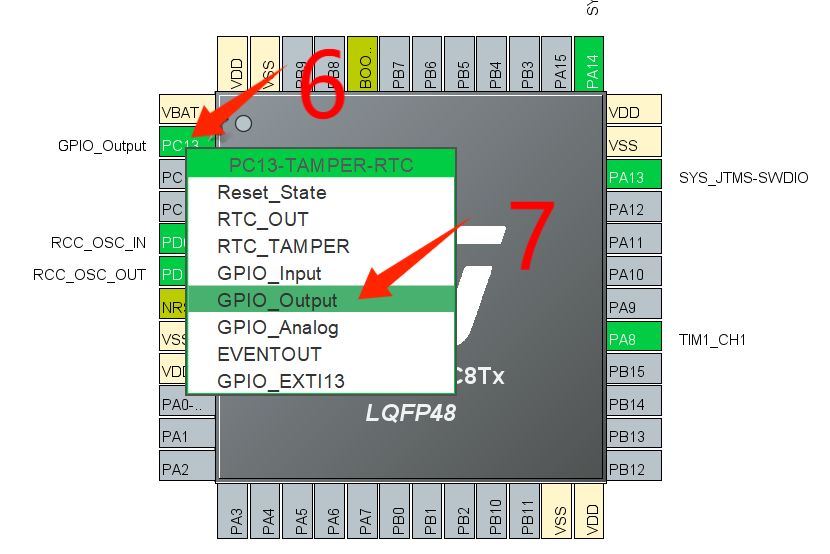 SY
VDD
VSS
PB9
PB8
BOO..
PB7
PB6
PB5
PB4
PB3
PA15
PA14
6
VBAT
VDD
GPIO_Output
PC13
VSS
PC13-TAMPER-RTC
PC
PA13
SYS_JTMS-SWDIO
Reset_State
PC
PA12
RTC_OUT
7
RCC_OSC_IN
PD
RTC_TAMPER
PA11
RCC_OSC_OUT
PD
GPIO_Input
PA10
NRS
GPIO_Output
PA9
VSS
GPIO_Analog
PA8
TIM1_CH1
EVENTOUT
VDD
PB15
GPIO_EXTI13
C8Tx
PA0-..
LQFP48
PB14
PA1
PB13
PA2
PB12
PA3
PA4
PA5
PA6
PA7
PB0
PB1
PB2
PB10
PB11
VSS
VDD